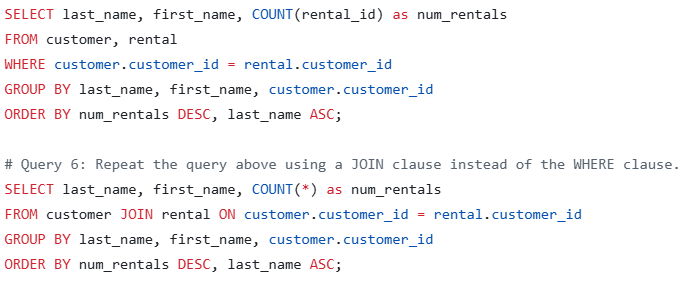 SELECT last_name, first_name, COUNT(rental_id) as num_rentals
FROM customer, rental
WHERE customer.customer_id = rental.customer_id
GROUP BY last_name, first_name, customer.customer_id
ORDER BY num_rentals DESC, last_name ASC;
# Query 6: Repeat the query above using a JOIN clause instead of the WHERE clause.
SELECT last_name, first_name, COUNT(*) as num_rentals
FROM customer JOIN rental ON customer.customer_id = rental.customer_id
GROUP BY last_name, first_name, customer.customer_id
ORDER BY num_rentals DESC, last_name ASC;